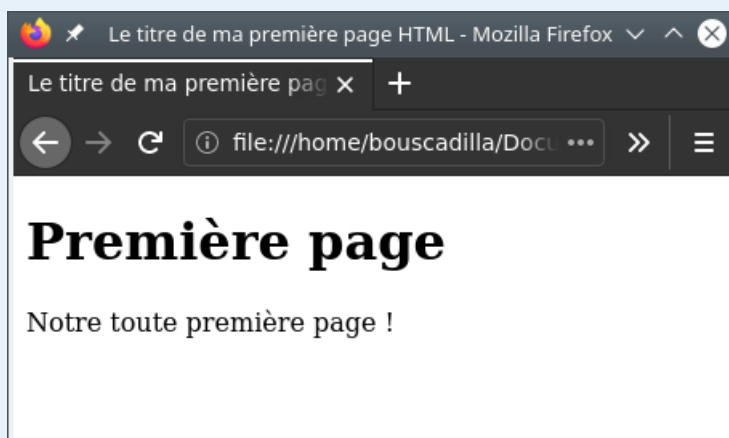 Le titre de ma première page HTML - Mozilla Firefox
Le titre de ma première pag
file:///home/bouscadilla/Docu
Première page
Notre toute première page !